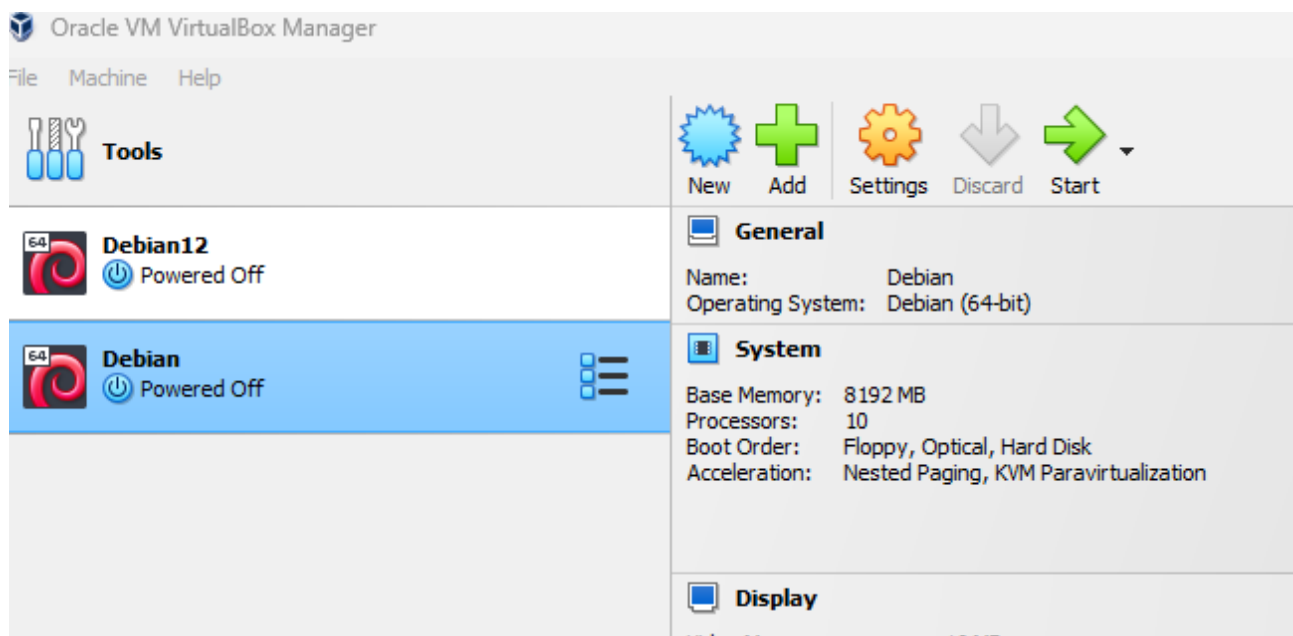 Oracle VM VirtualBox Manager
File Machine Help
Tools
New Add Settings Discard Start
64
Debian12
Powered Off
64
Debian
Powered Off
General
Name: Debian
Operating System: Debian (64-bit)
System
Base Memory: 8192 MB
Processors: 10
Boot Order: Floppy, Optical, Hard Disk
Acceleration: Nested Paging, KVM Paravirtualization
Display